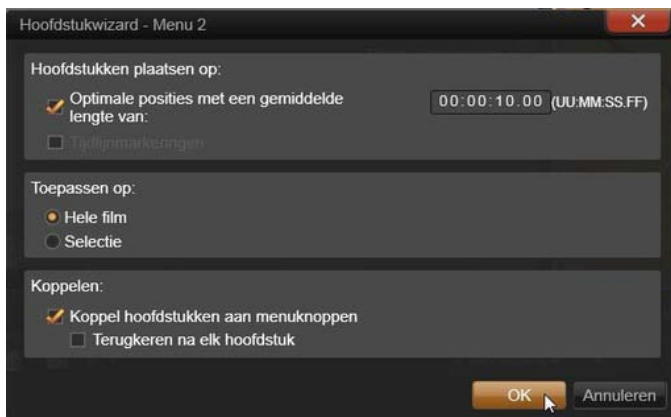 Hoofdstukwizard - Menu 2
Hoofdstukken plaatsen op:
Optimale posities met een gemiddelde
lengte van:
00:00:10.00 (UU:MM:SS.FF)
Tijdlijnmarkeringen
Toepassen op:
Hele film
Selectie
Koppelen:
Koppel hoofdstukken aan menuknoppen
Terugkeren na elk hoofdstuk
OK Annuleren